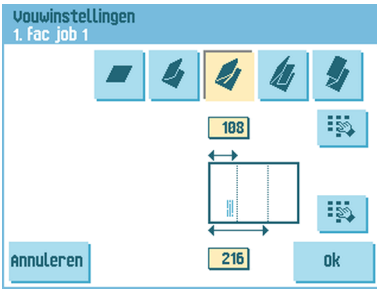 Vouwinstellingen
1. Fac job 1
108
216
Annuleren
Ok